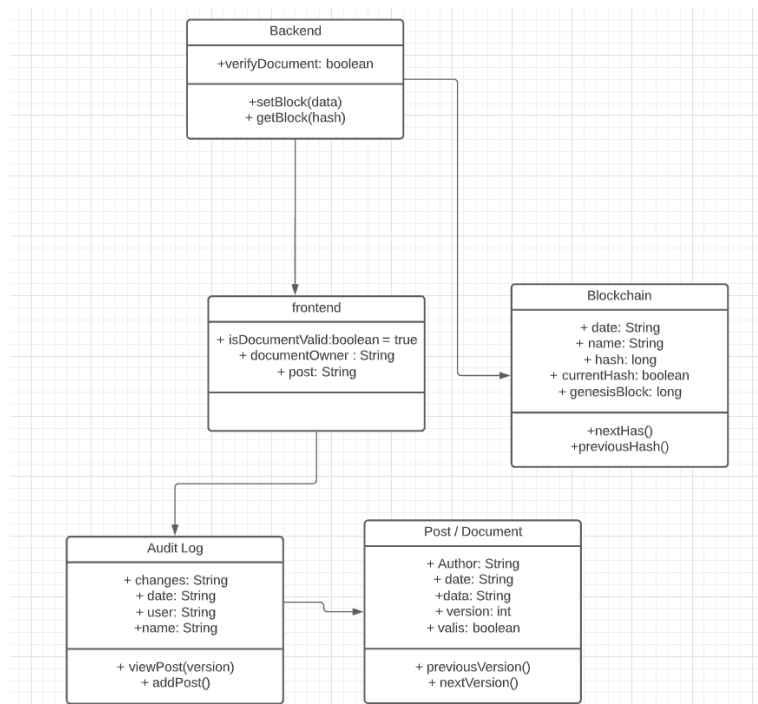 Backend
+verifyDocument: boolean
+setBlock(data)
+ getBlock(hash)
frontend
+ isDocumentValid:boolean = true
+ documentOwner : String
+ post: String
Blockchain
+ date: String
+ name: String
+ hash: long
+ currentHash: boolean
+ genesisBlock: long
+nextHas()
+previousHash()
Audit Log
+ changes: String
+ date: String
+ user: String
+name: String
+ viewPost(version)
+ addPost()
Post / Document
+ Author: String
+ date: String
+data: String
+ version: int
+ valis: boolean
+ previousVersion()
+ nextVersion()